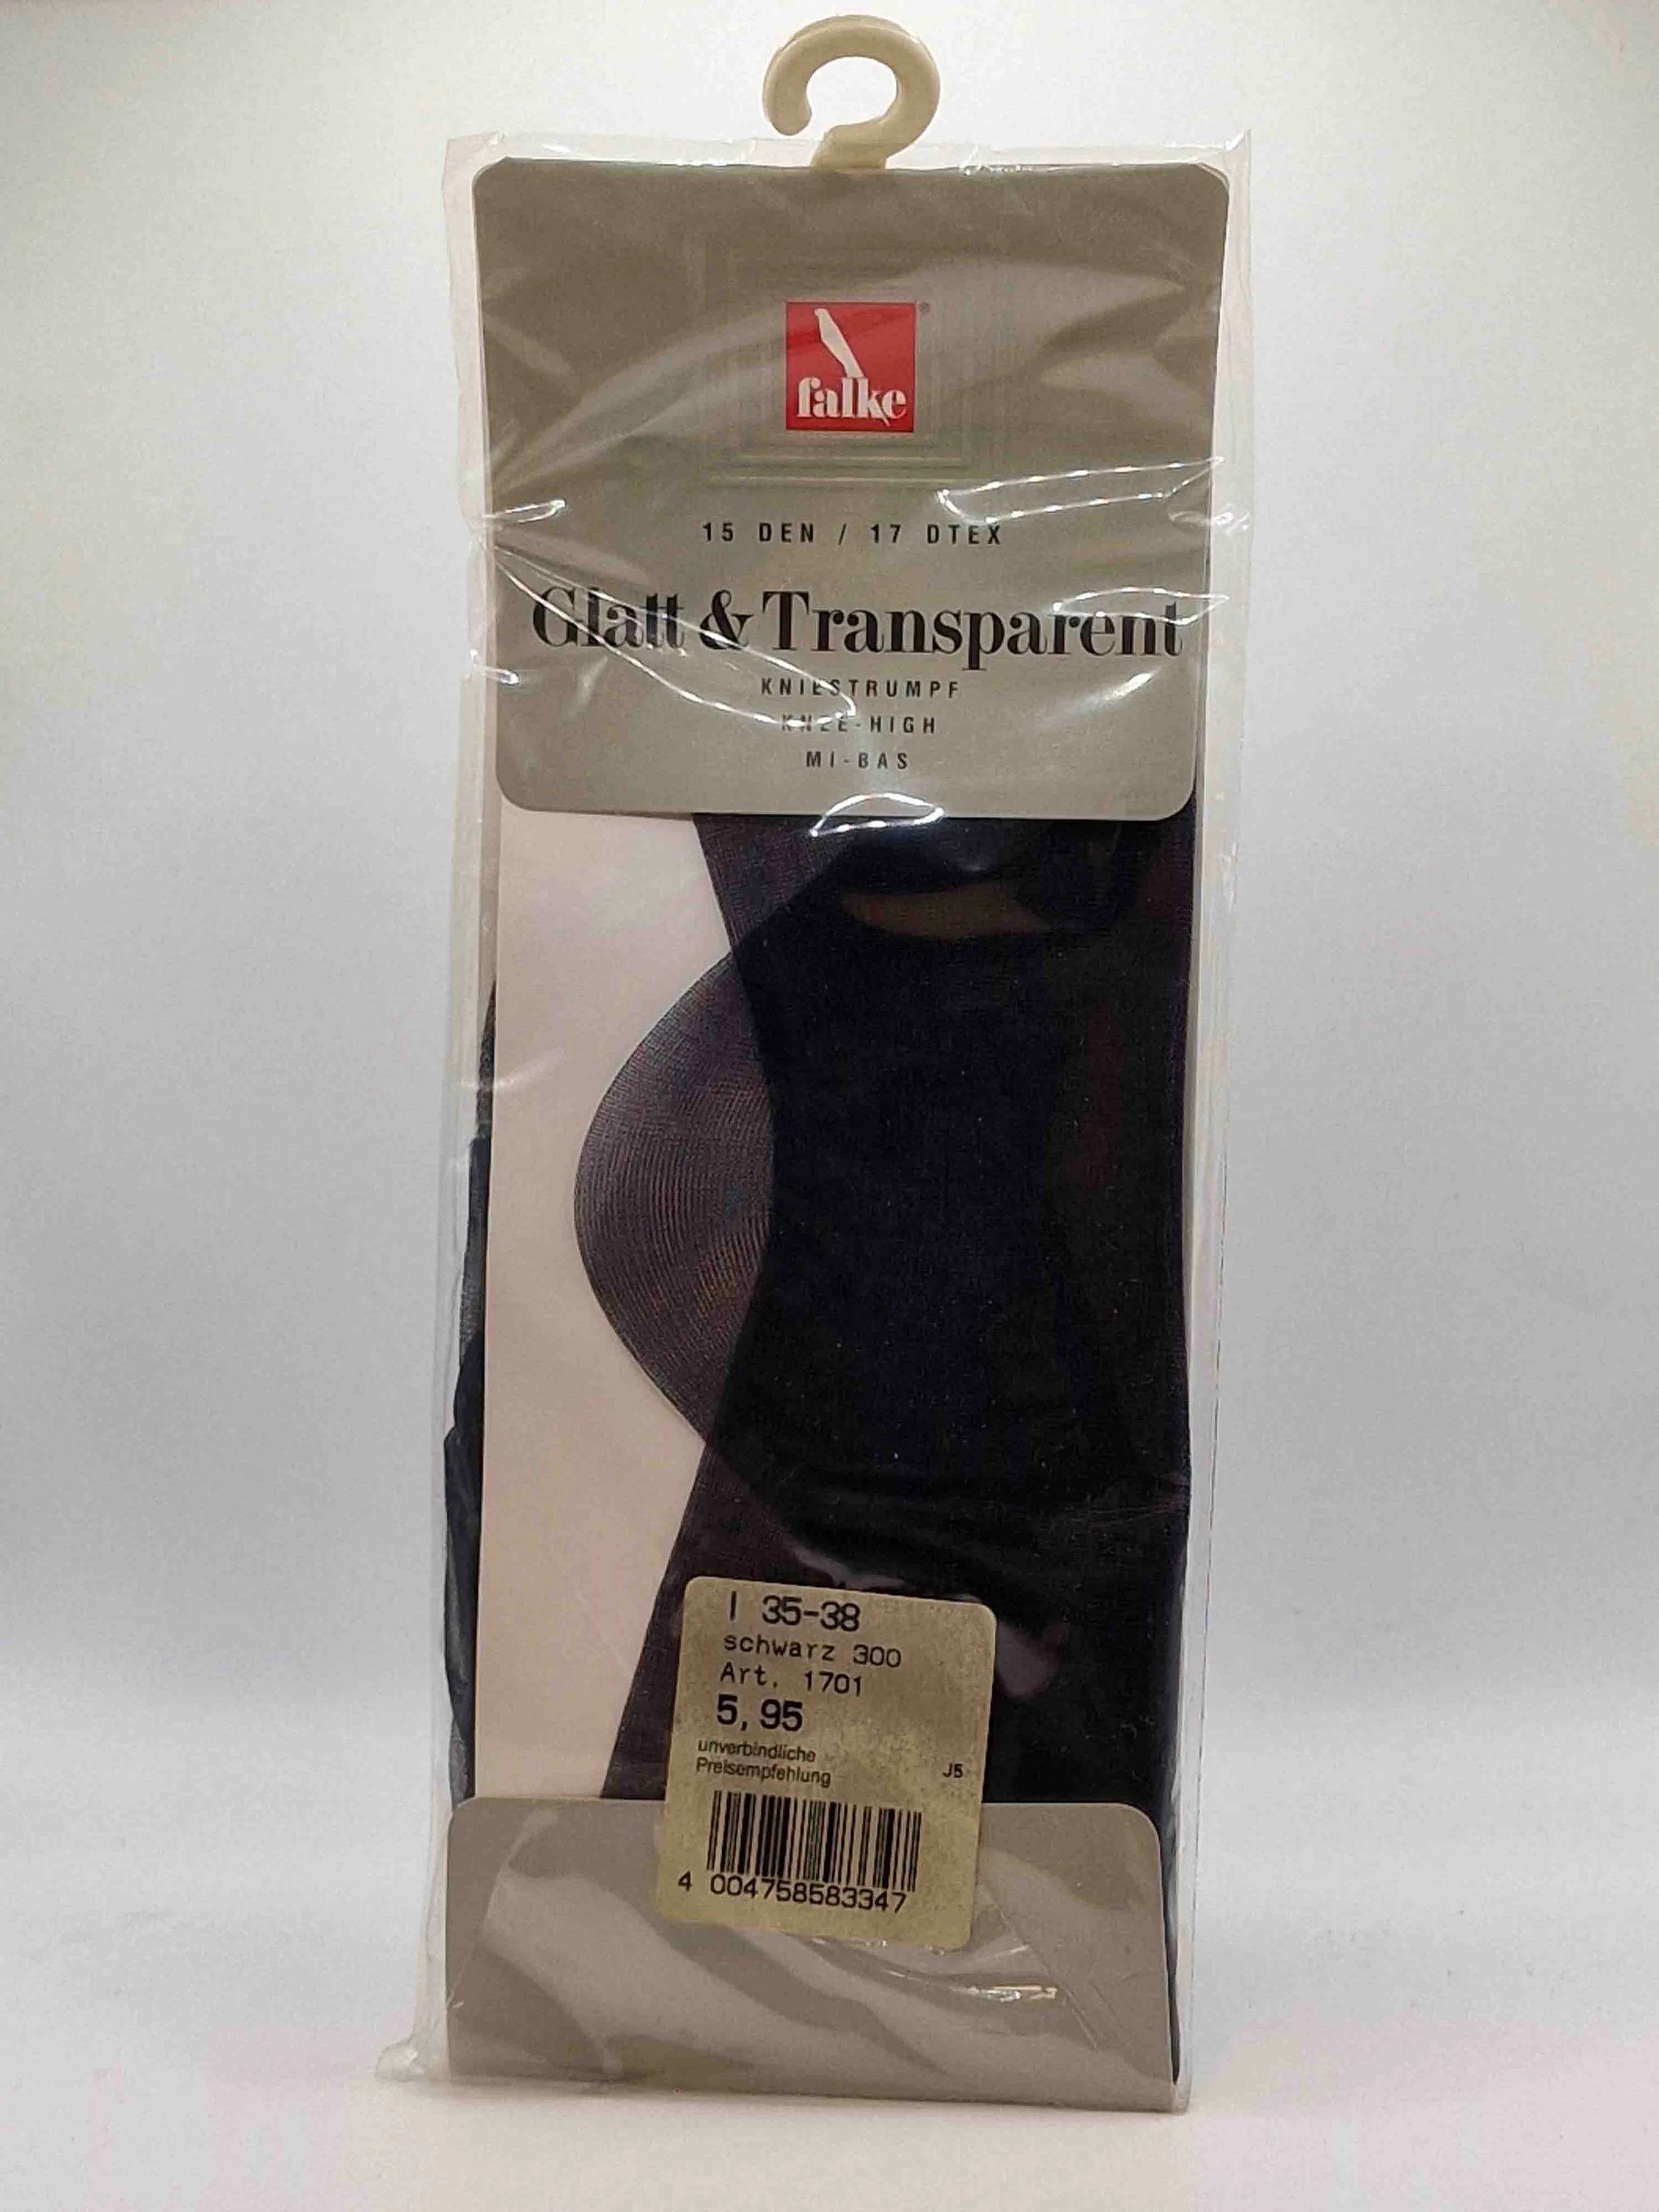 falke®
15 DEN / 17 DTEX
Glatt & Transparent
KNIESTRUMPF
KNEE-HIGH
MI-BAS
I 35-38
schwarz 300
Art. 1701
5,95
unverbindliche
Preisempfehlung J5
4 004758583347